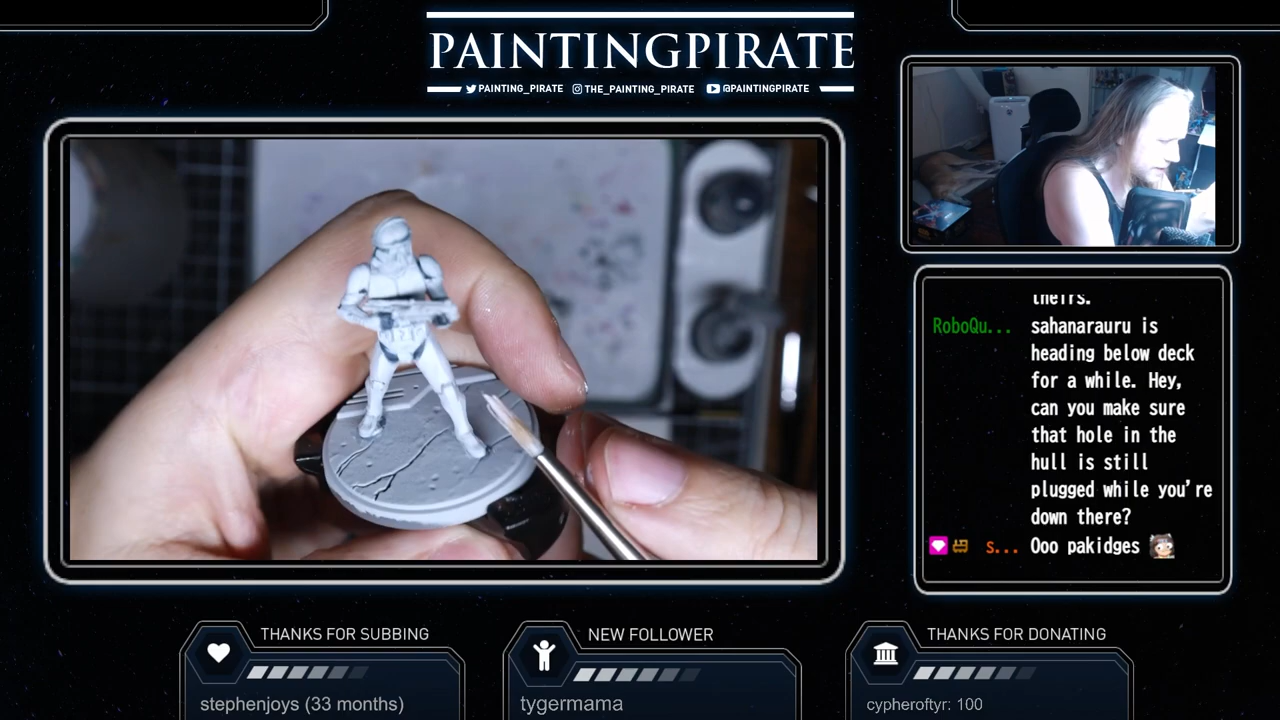 PAINTINGPIRATE
PAINTING_PIRATE THE_PAINTING_PIRATE @PAINTINGPIRATE
theirs.
RoboQu... sahanarauru is
heading below deck
for a while. Hey,
can you make sure
that hole in the
hull is still
plugged while you're
down there?
s... Ooo pakidges
THANKS FOR SUBBING
stephenjoys (33 months)
NEW FOLLOWER
tygermama
THANKS FOR DONATING
cypheroftyr: 100